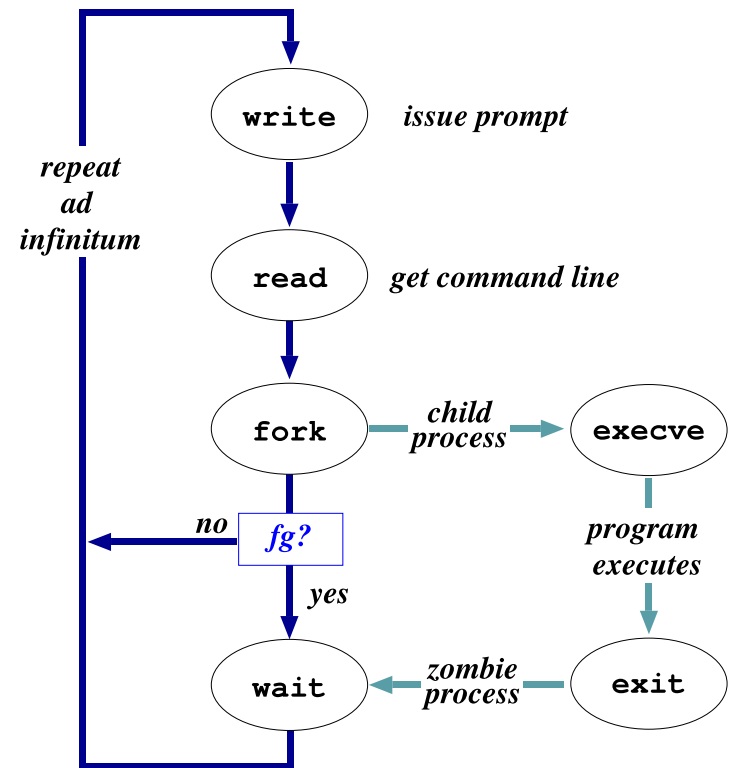 write
issue prompt
repeat
ad
infinitum
read
get command line
fork
child
process
execve
no
fg?
program
executes
yes
wait
zombie
process
exit